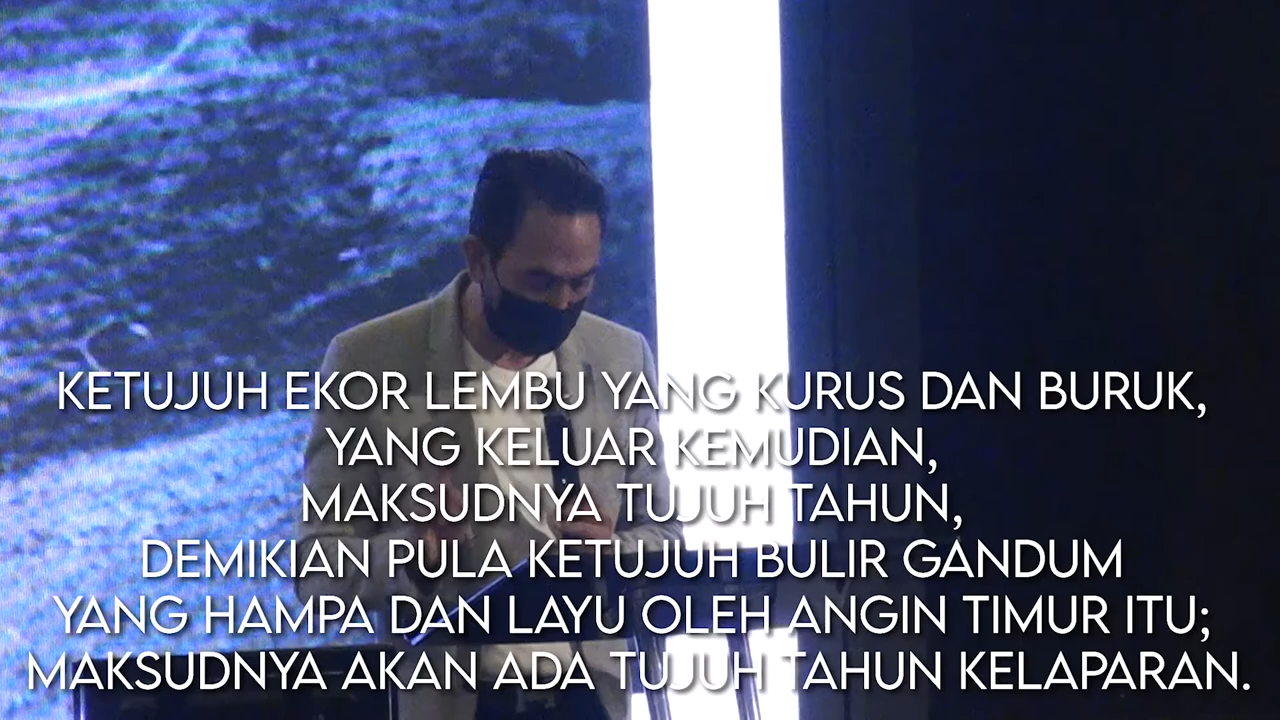 KETUJUH EKOR LEMBU YANG KURUS DAN BURUK,
YANG KELUAR KEMUDIAN,
MAKSUDNYA TUJUH TAHUN,
DEMIKIAN PULA KETUJUH BULIR GANDUM
YANG HAMPA DAN LAYU OLEH ANGIN TIMUR ITU;
MAKSUDNYA AKAN ADA TUJUH TAHUN KELAPARAN.